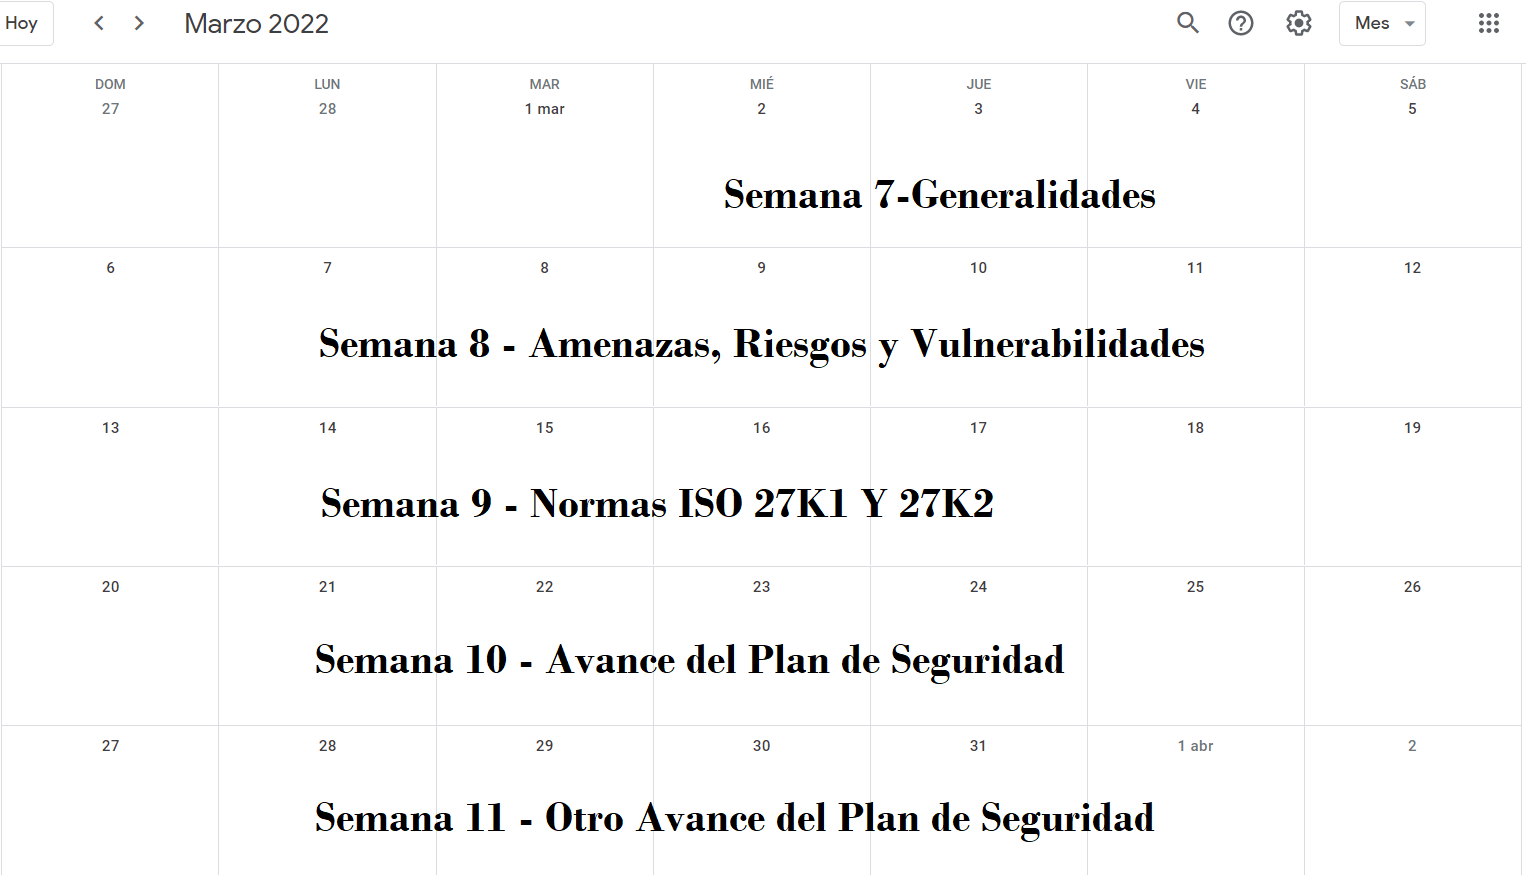 Hoy Marzo 2022 Mes
DOM LUN MAR MIÉ JUE VIE SÁB
27 28 1 mar 2 3 4 5
Semana 7-Generalidades
6 7 8 9 10 11 12
Semana 8 - Amenazas, Riesgos y Vulnerabilidades
13 14 15 16 17 18 19
Semana 9 - Normas ISO 27K1 Y 27K2
20 21 22 23 24 25 26
Semana 10 - Avance del Plan de Seguridad
27 28 29 30 31 1 abr 2
Semana 11 - Otro Avance del Plan de Seguridad